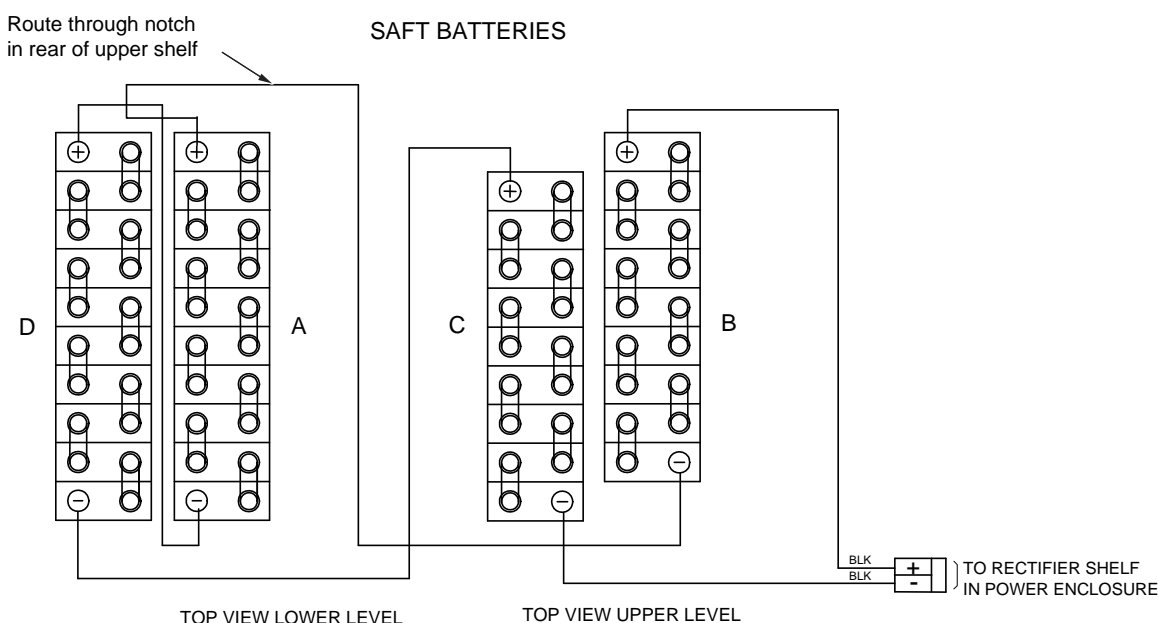 Route through notch
in rear of upper shelf
SAFT BATTERIES
+
+
+
+
D
A
C
B
-
-
-
-
BLK
+
BLK
-
TO RECTIFIER SHELF
IN POWER ENCLOSURE
TOP VIEW LOWER LEVEL
TOP VIEW UPPER LEVEL